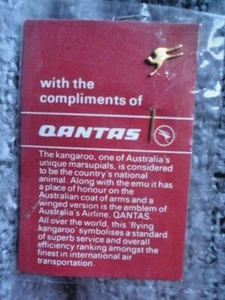 with the
compliments of
QANTAS
The kangaroo, one of Australia's
unique marsupials, is considered
to be the country's national
animal. Along with the emu it has
a place of honour on the
Australian coat of arms and a
winged version is the emblem of
Australia's Airline, QANTAS.
All over the world, this 'flying
kangaroo' symbolises a standard
of superb service and overall
efficiency ranking amongst the
finest in international air
transportation.